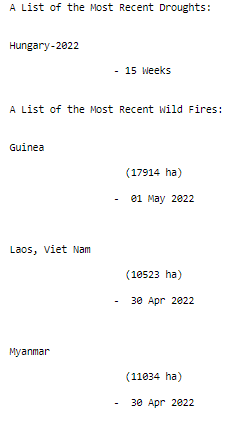 A List of the Most Recent Droughts:
Hungary-2022
- 15 Weeks
A List of the Most Recent Wild Fires:
Guinea
(17914 ha)
- 01 May 2022
Laos, Viet Nam
(10523 ha)
- 30 Apr 2022
Myanmar
(11034 ha)
- 30 Apr 2022